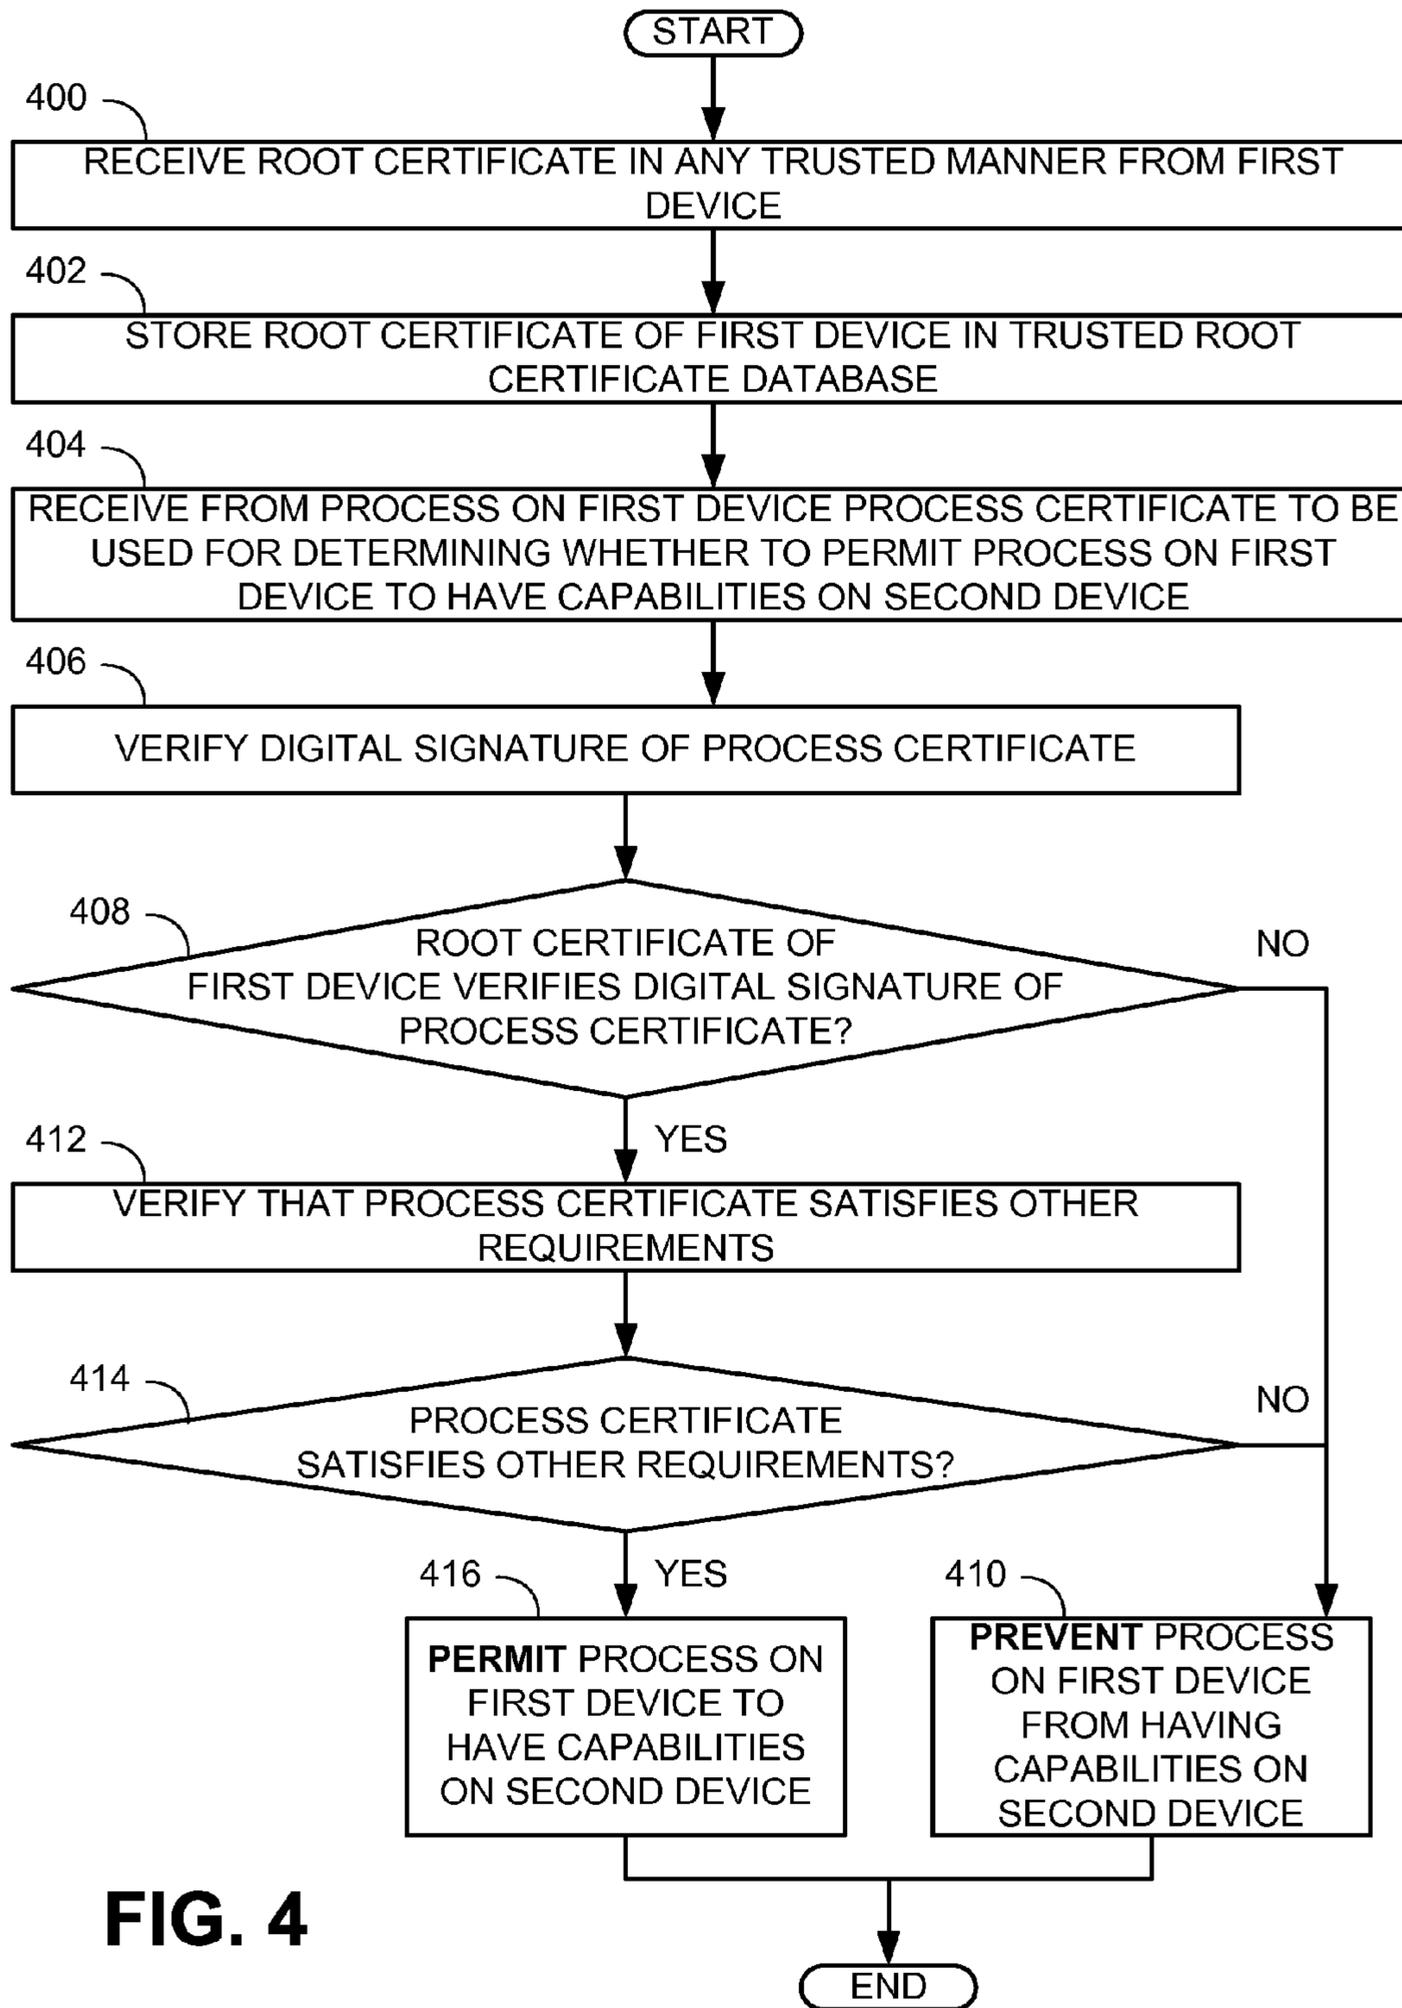 START
400
RECEIVE ROOT CERTIFICATE IN ANY TRUSTED MANNER FROM FIRST
DEVICE
402
STORE ROOT CERTIFICATE OF FIRST DEVICE IN TRUSTED ROOT
CERTIFICATE DATABASE
404
RECEIVE FROM PROCESS ON FIRST DEVICE PROCESS CERTIFICATE TO BE
USED FOR DETERMINING WHETHER TO PERMIT PROCESS ON FIRST
DEVICE TO HAVE CAPABILITIES ON SECOND DEVICE
406
VERIFY DIGITAL SIGNATURE OF PROCESS CERTIFICATE
408
ROOT CERTIFICATE OF
FIRST DEVICE VERIFIES DIGITAL SIGNATURE OF
PROCESS CERTIFICATE?
NO
YES
412
VERIFY THAT PROCESS CERTIFICATE SATISFIES OTHER
REQUIREMENTS
414
PROCESS CERTIFICATE
SATISFIES OTHER REQUIREMENTS?
NO
YES
416
PERMIT PROCESS ON
FIRST DEVICE TO
HAVE CAPABILITIES
ON SECOND DEVICE
410
PREVENT PROCESS
ON FIRST DEVICE
FROM HAVING
CAPABILITIES ON
SECOND DEVICE
FIG. 4
END